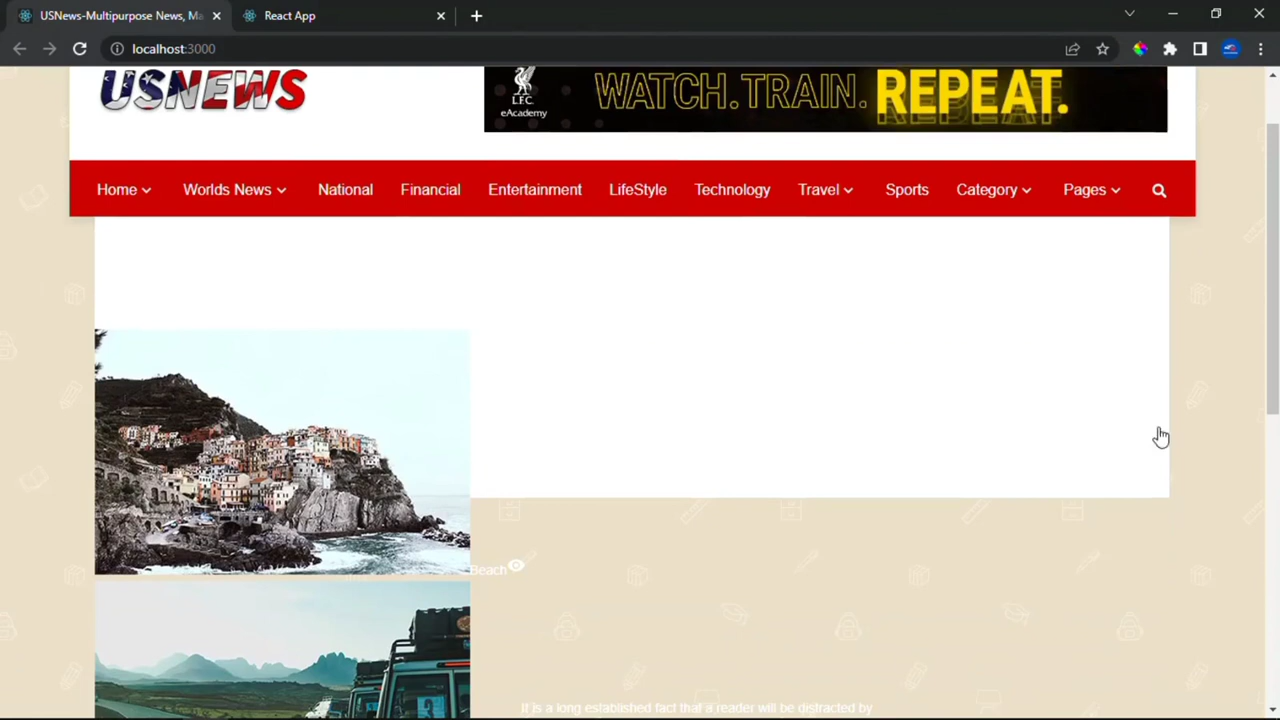 USNews-Multipurpose News, Ma
React App
localhost:3000
USNEWS
L.F.C.
eAcademy
WATCH.TRAIN. REPEAT.
Home Worlds News National Financial Entertainment LifeStyle Technology Travel Sports Category Pages
Beach
It is a long established fact that a reader will be distracted by